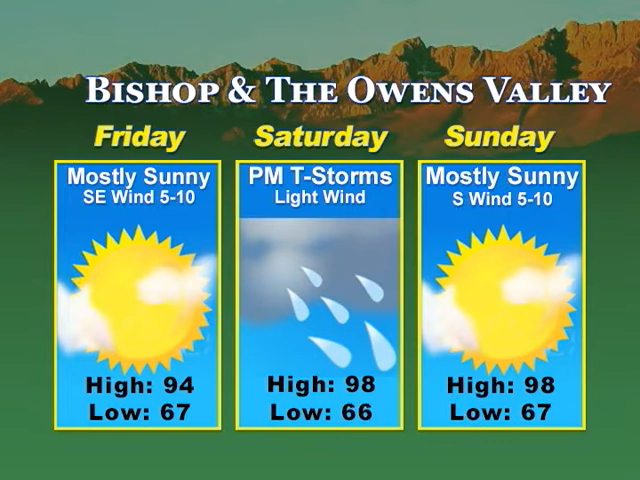 BISHOP & THE OWENS VALLEY
Friday
Mostly Sunny
SE Wind 5-10
High: 94
Low: 67
Saturday
PM T-Storms
Light Wind
High: 98
Low: 66
Sunday
Mostly Sunny
S Wind 5-10
High: 98
Low: 67